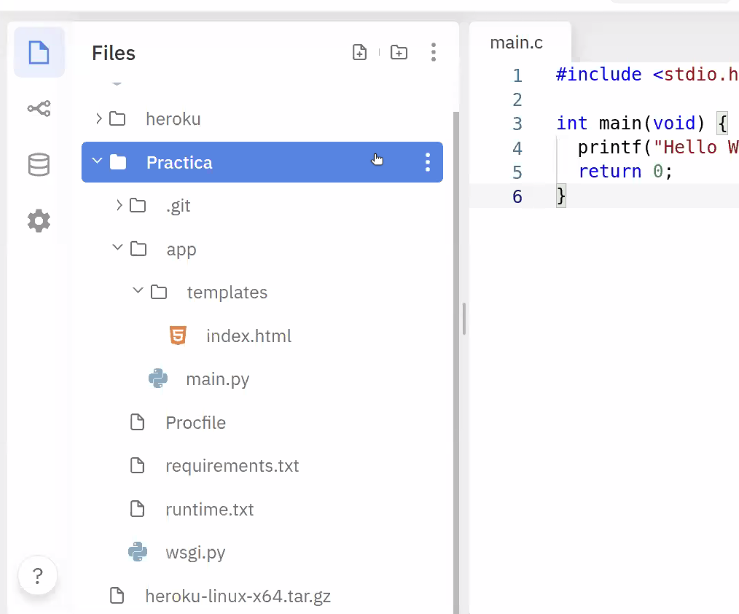 Files
heroku
Practica
.git
app
templates
index.html
main.py
Procfile
requirements.txt
runtime.txt
wsgi.py
heroku-linux-x64.tar.gz
?
main.c
1 #include <stdio.h
2
3 int main(void) {
4 printf("Hello W
5 return 0;
6 }